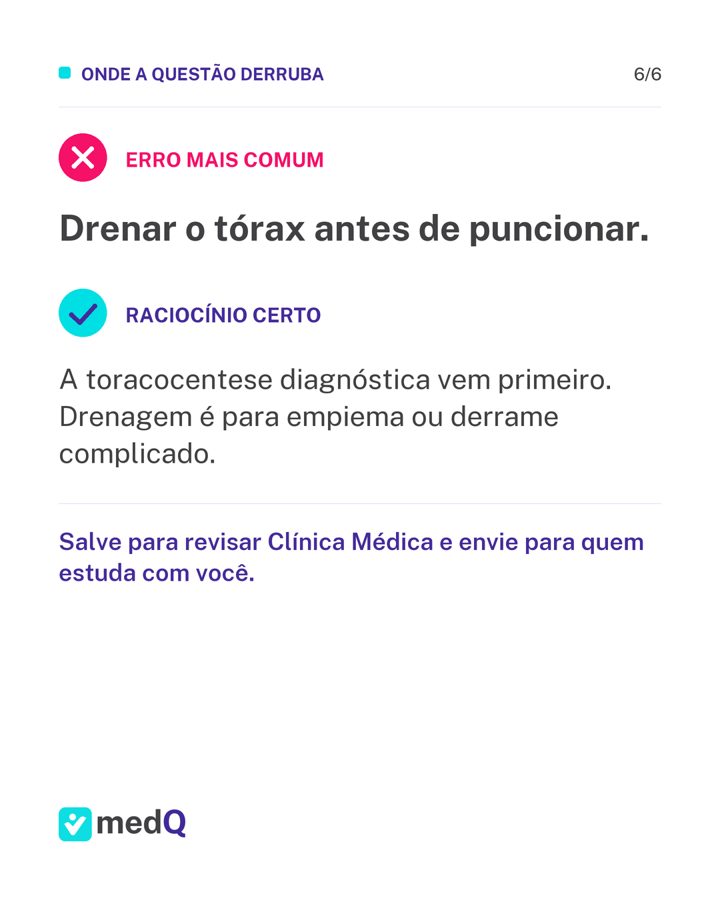 ONDE A QUESTÃO DERRUBA
6/6
ERRO MAIS COMUM
Drenar o tórax antes de puncionar.
RACIOCÍNIO CERTO
A toracocentese diagnóstica vem primeiro.
Drenagem é para empiema ou derrame
complicado.
Salve para revisar Clínica Médica e envie para quem
estuda com você.
medQ